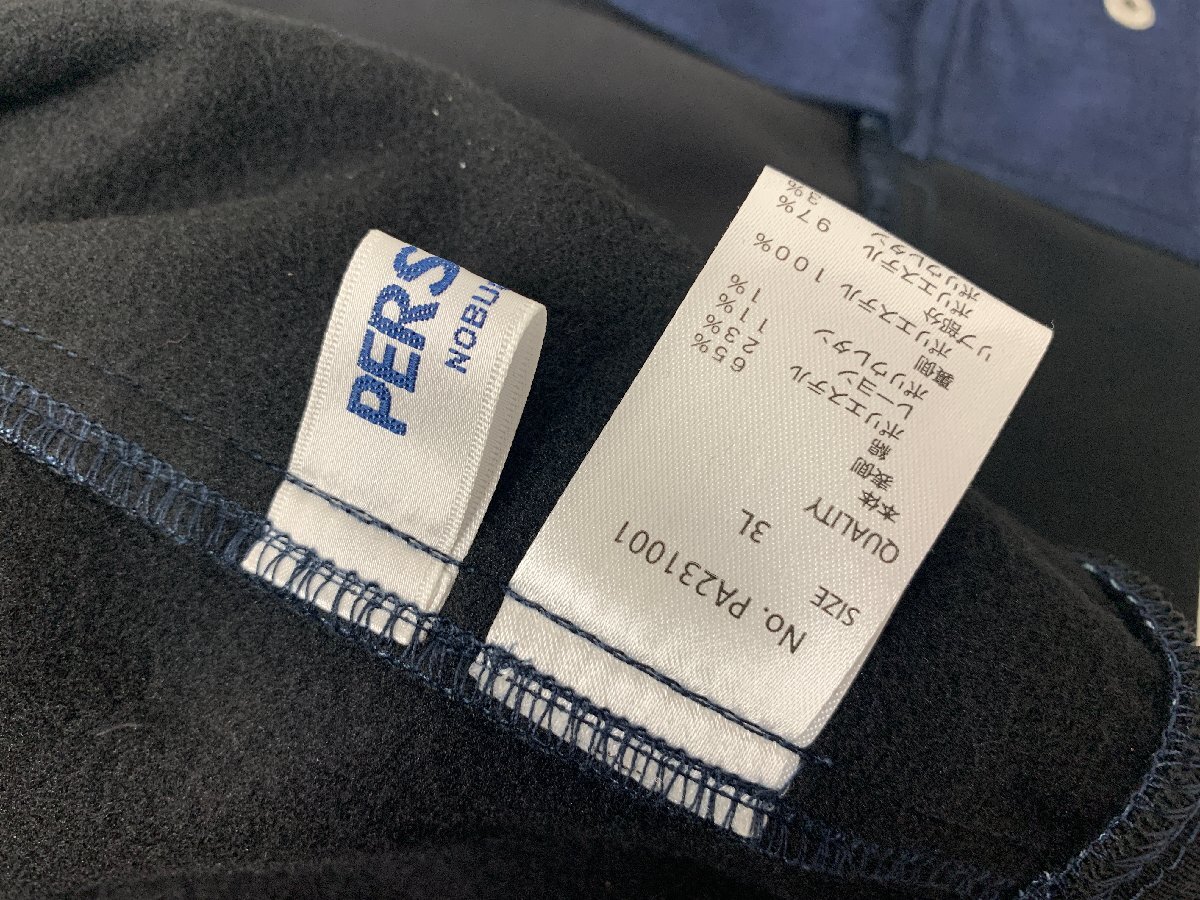 PERS
NOBU
No. PA231001
SIZE 3L
QUALITY
本体
表側
綿 65%
ポリエステル 23%
レーヨン 11%
ポリウレタン 1%
裏側
ポリエステル 100%
リブ部分
ポリエステル 97%
ポリウレタン 3%